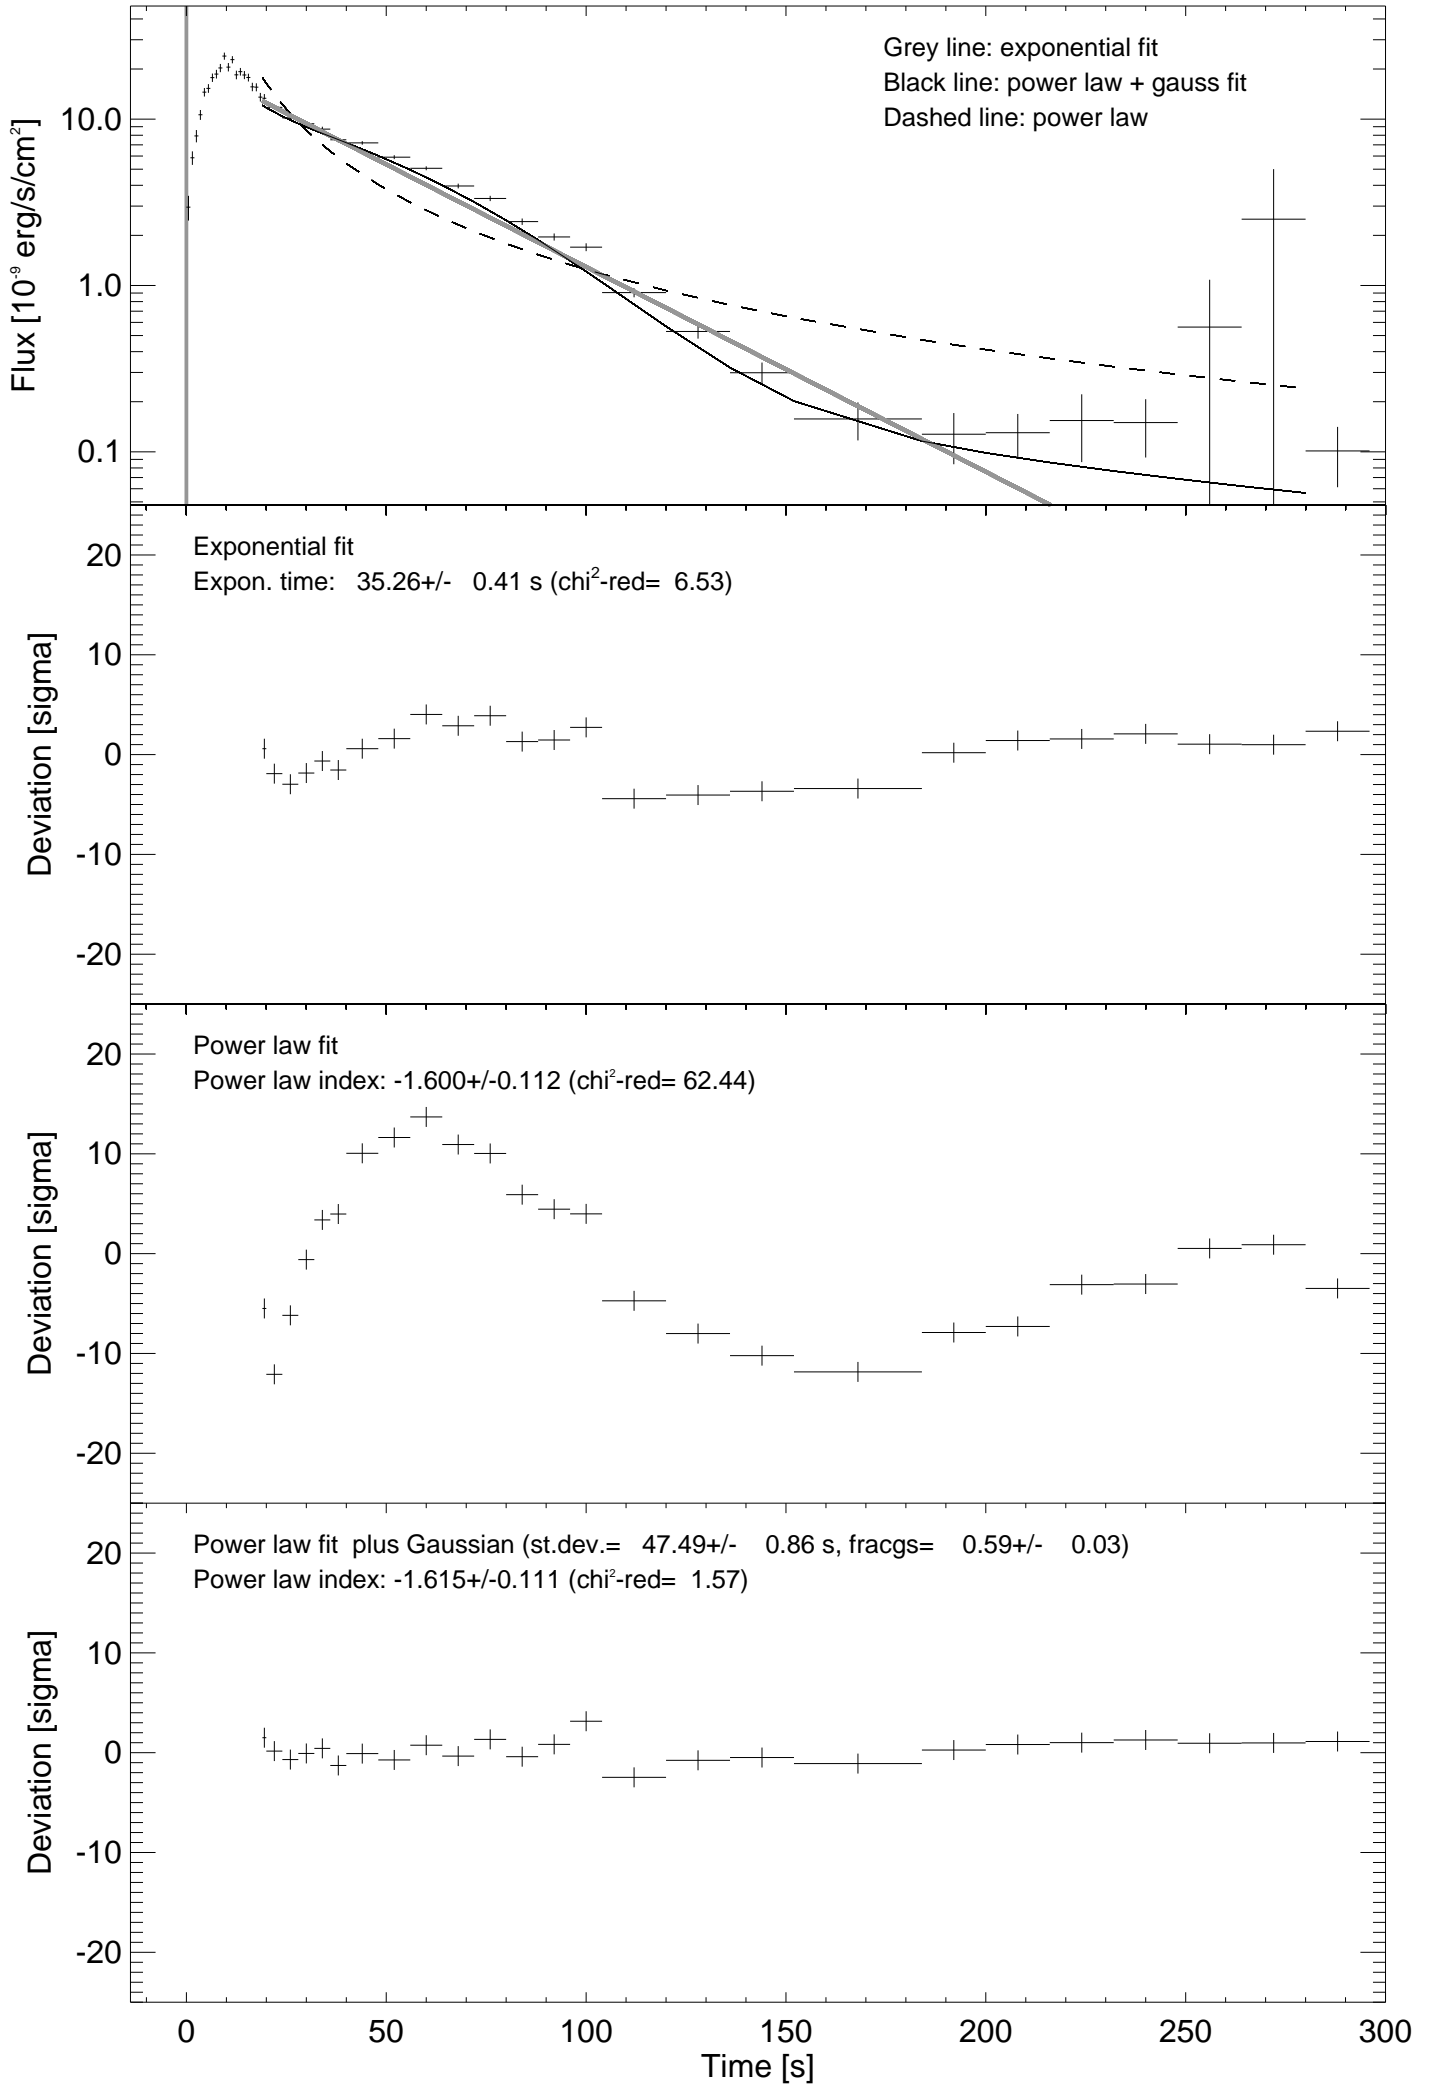 Grey line: exponential fit
Black line: power law + gauss fit
Dashed line: power law
Flux [10⁻⁹ erg/s/cm²]
10.0
1.0
0.1
Exponential fit
Expon. time: 35.26+/- 0.41 s (chi²-red= 6.53)
Deviation [sigma]
20
10
0
-10
-20
Power law fit
Power law index: -1.600+/-0.112 (chi²-red= 62.44)
Deviation [sigma]
20
10
0
-10
-20
Power law fit plus Gaussian (st.dev.= 47.49+/- 0.86 s, fracgs= 0.59+/- 0.03)
Power law index: -1.615+/-0.111 (chi²-red= 1.57)
Deviation [sigma]
20
10
0
-10
-20
0 50 100 150 200 250 300
Time [s]